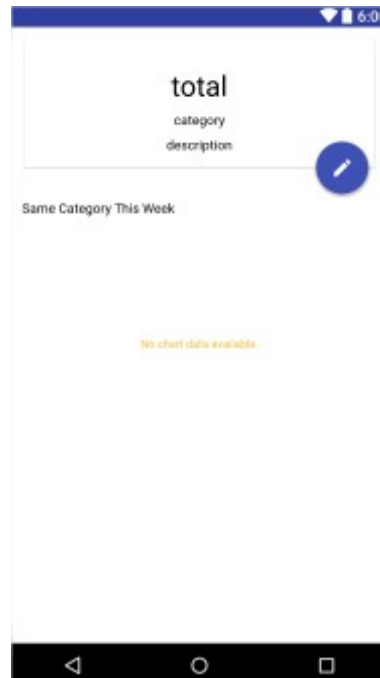 6:0
total
category
description
Same Category This Week
No chart data available.